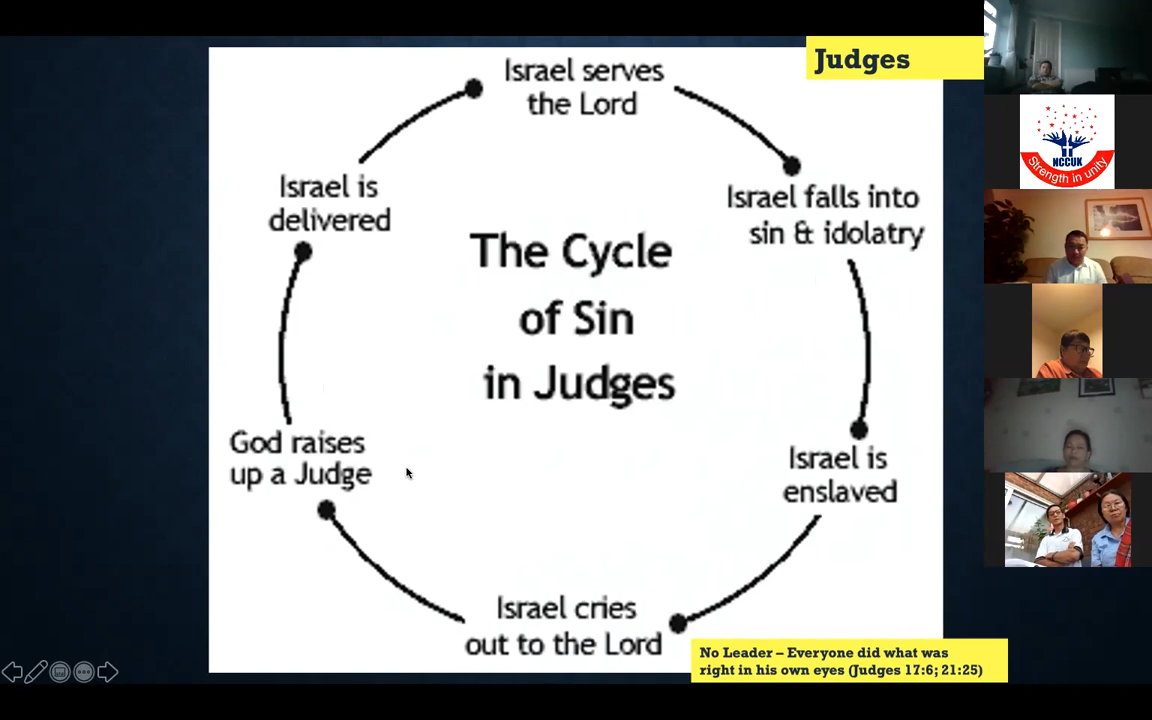 Judges
Israel serves
the Lord
Israel falls into
sin & idolatry
Israel is
enslaved
Israel cries
out to the Lord
God raises
up a Judge
Israel is
delivered
The Cycle
of Sin
in Judges
No Leader – Everyone did what was
right in his own eyes (Judges 17:6; 21:25)
NCCUK
Strength in unity